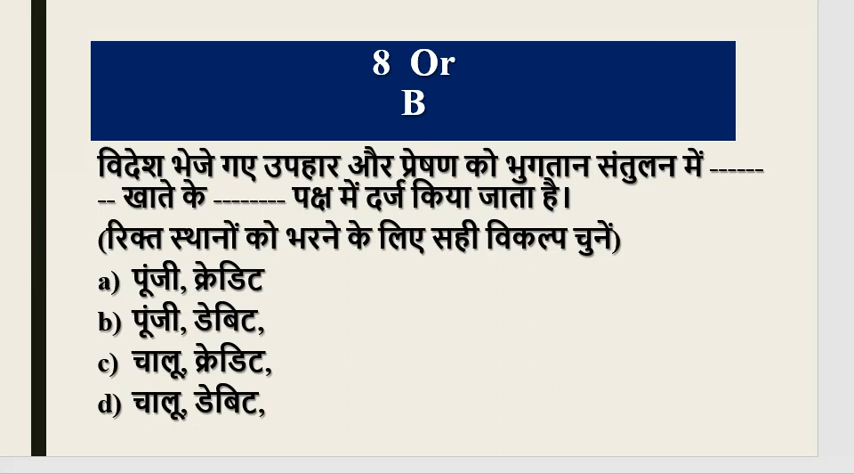 8 Or
B
विदेश भेजे गए उपहार और प्रेषण को भुगतान संतुलन में ------
-- खाते के -------- पक्ष में दर्ज किया जाता है।
(रिक्त स्थानों को भरने के लिए सही विकल्प चुनें)
a) पूंजी, क्रेडिट
b) पूंजी, डेबिट,
c) चालू, क्रेडिट,
d) चालू, डेबिट,